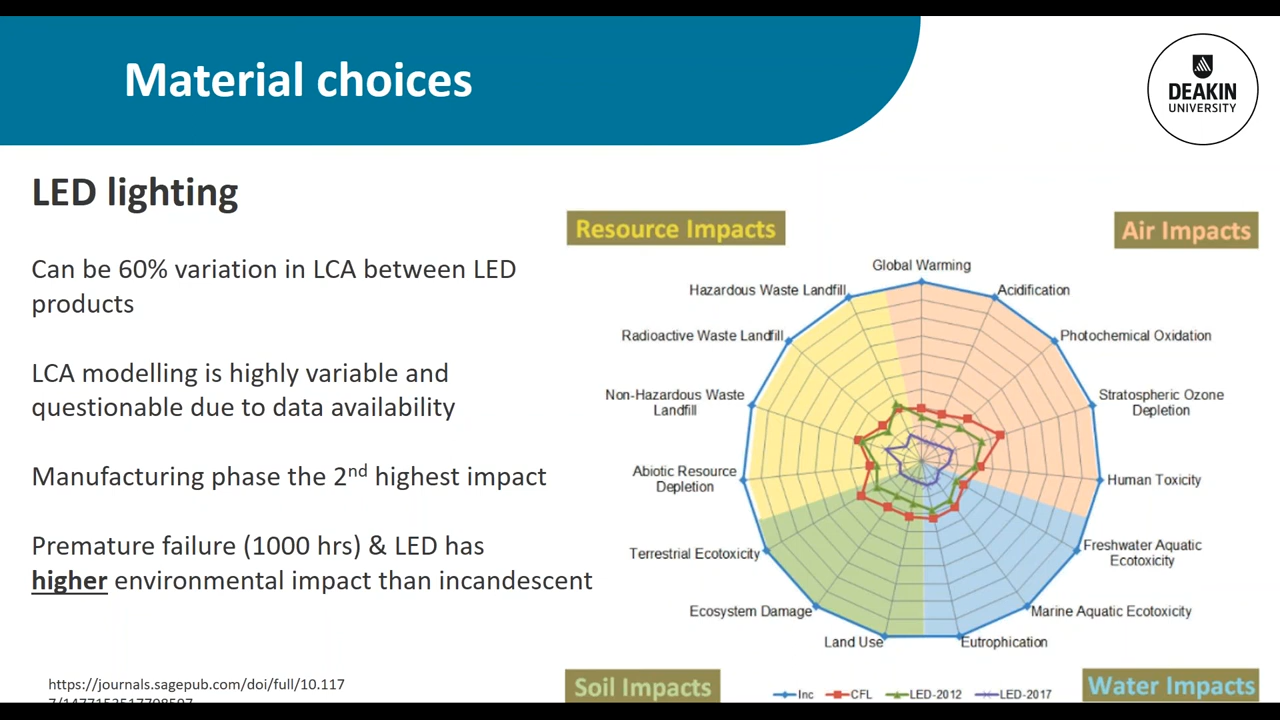 Material choices
DEAKIN
UNIVERSITY
LED lighting
Can be 60% variation in LCA between LED
products
LCA modelling is highly variable and
questionable due to data availability
Manufacturing phase the 2nd highest impact
Premature failure (1000 hrs) & LED has
higher environmental impact than incandescent
https://journals.sagepub.com/doi/full/10.117
7/1477153517708597
Resource Impacts
Air Impacts
Global Warming
Hazardous Waste Landfill
Acidification
Radioactive Waste Landfill
Photochemical Oxidation
Non-Hazardous Waste
Landfill
Stratospheric Ozone
Depletion
Abiotic Resource
Depletion
Human Toxicity
Terrestrial Ecotoxicity
Freshwater Aquatic
Ecotoxicity
Ecosystem Damage
Marine Aquatic Ecotoxicity
Land Use
Eutrophication
Soil Impacts
Inc
CFL
LED-2012
LED-2017
Water Impacts